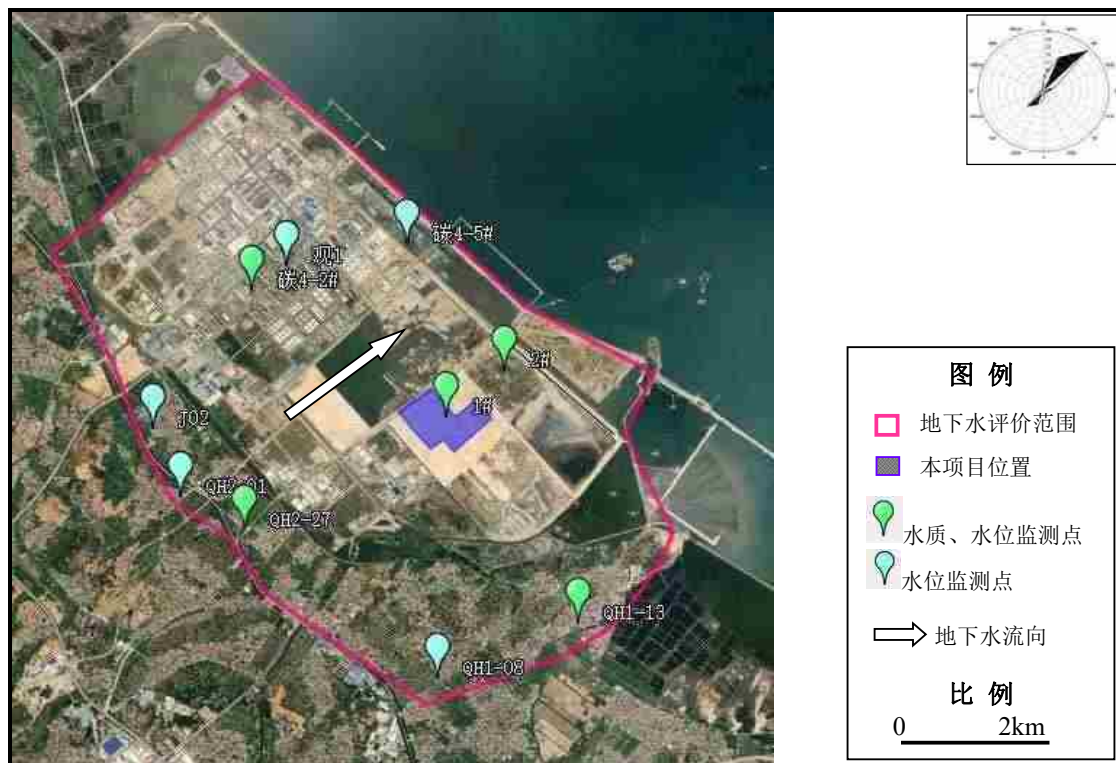 碳4-5#
观1
碳4-2#
2#
1#
J02
QH2-01
QH2-27
QH1-13
QH1-08
图 例
地下水评价范围
本项目位置
水质、水位监测点
水位监测点
地下水流向
比 例
0 2km